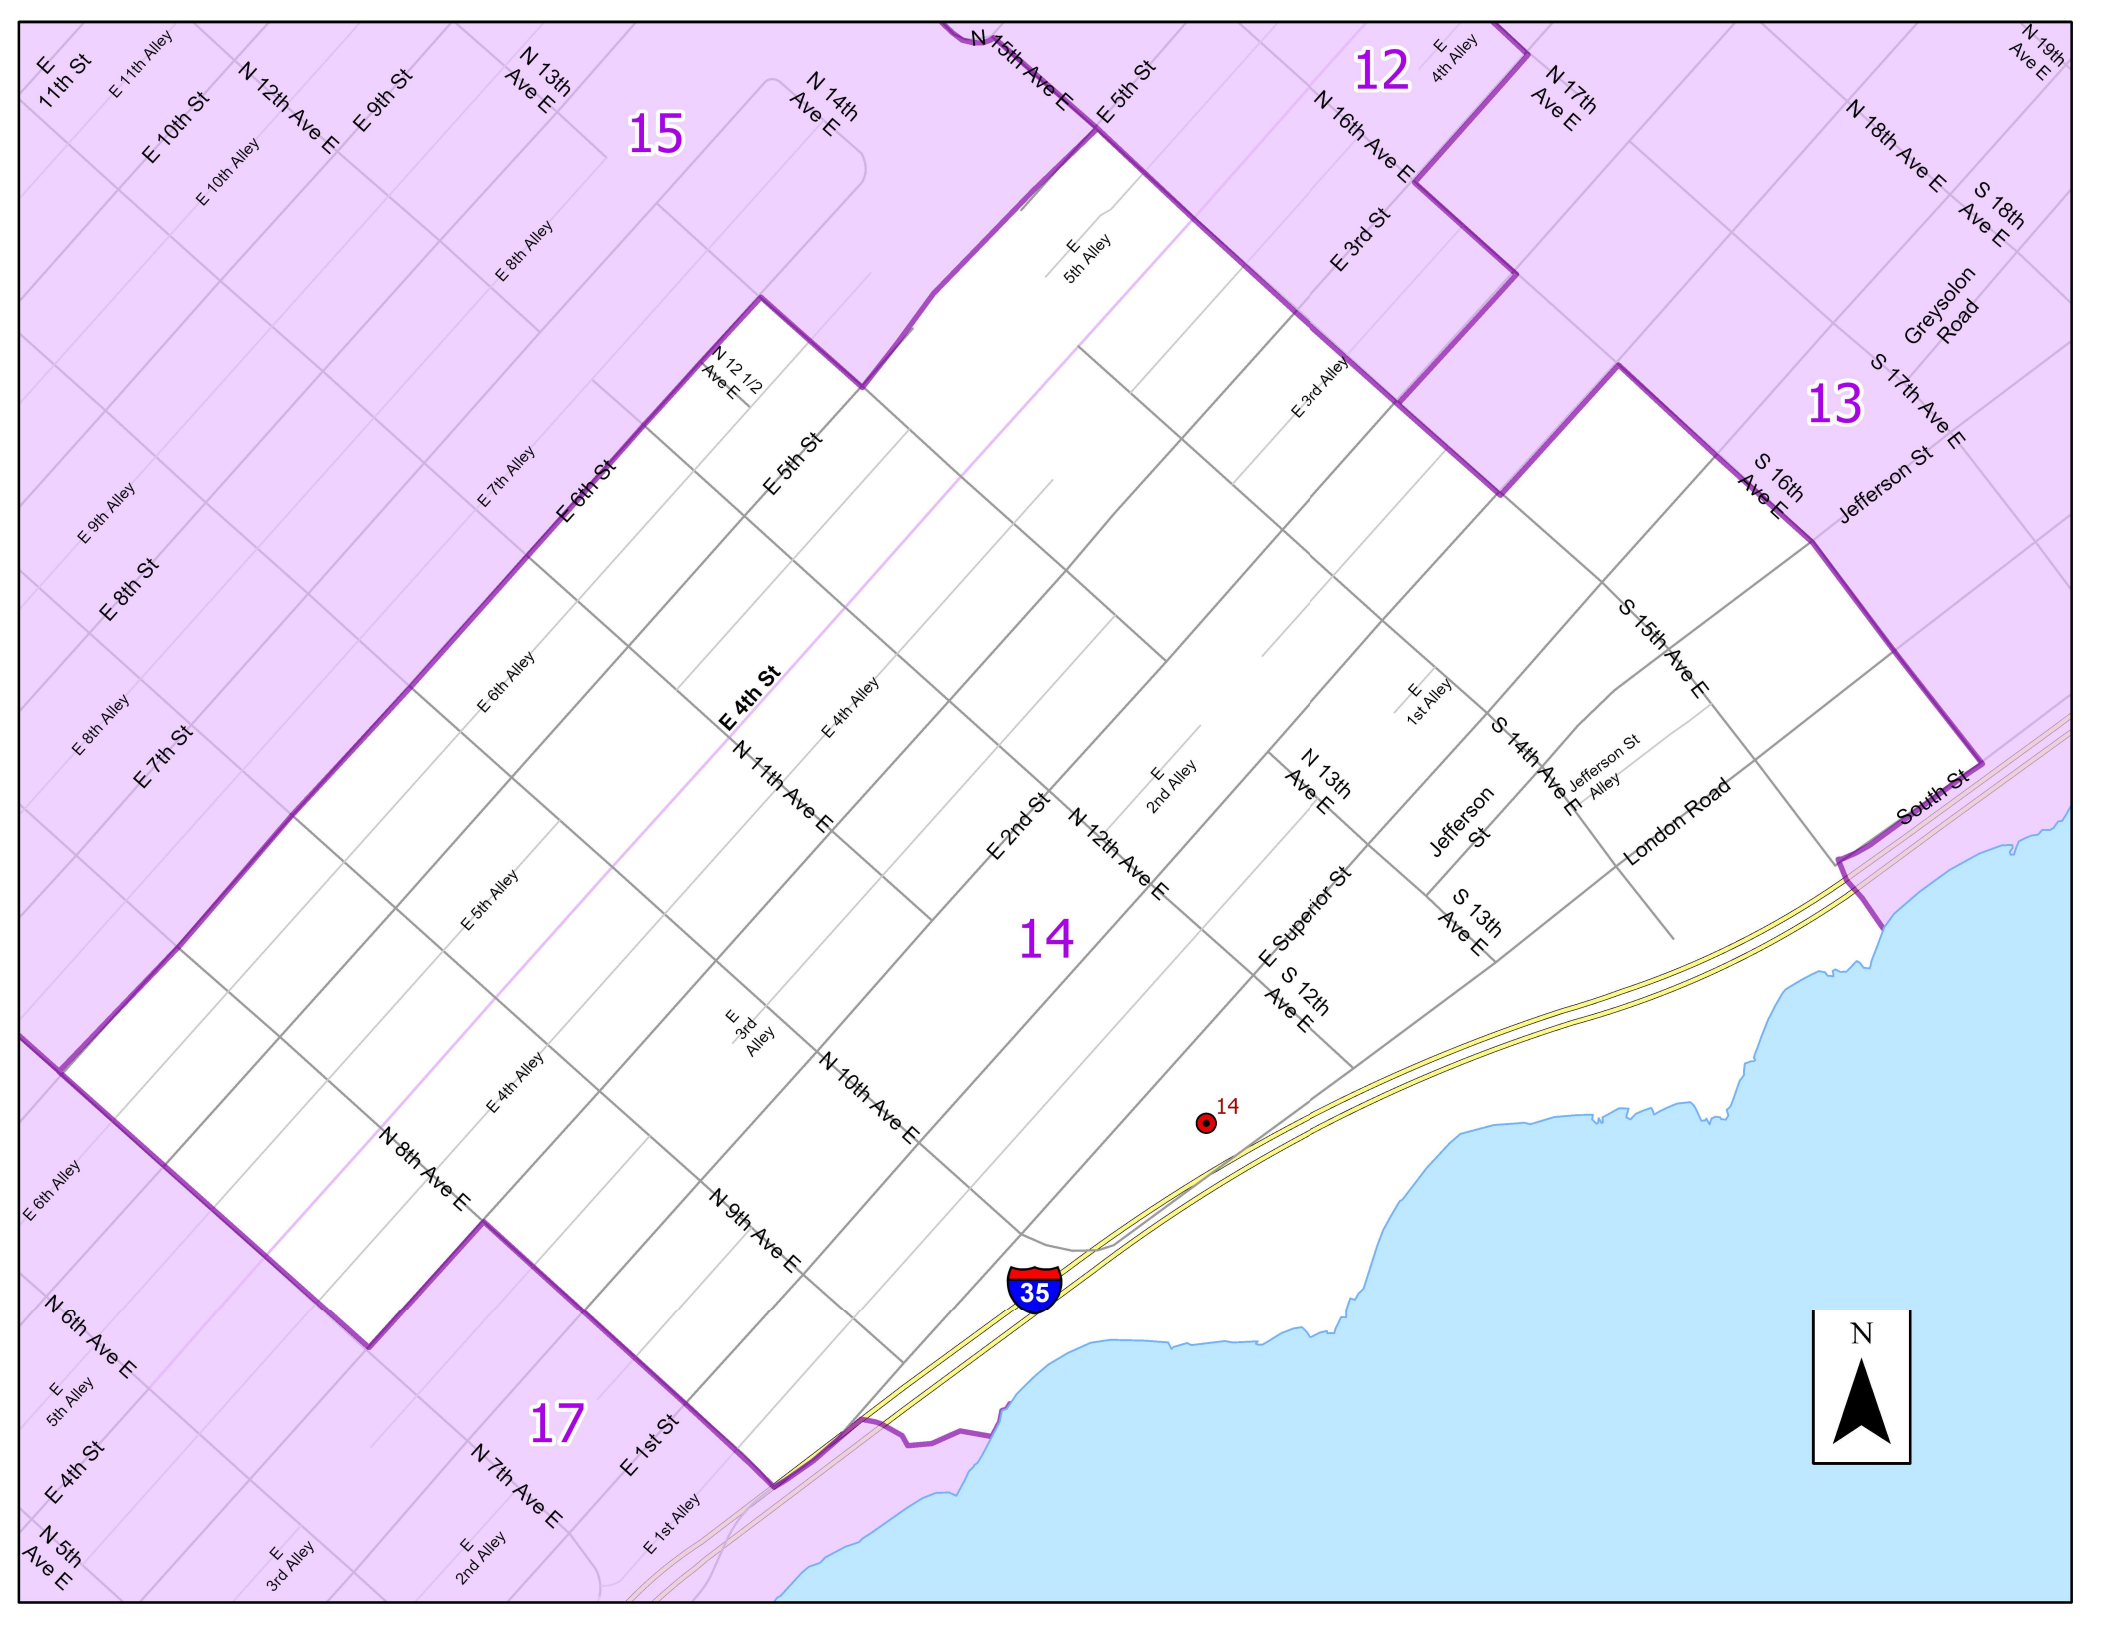 E
11th St
E 11th Alley
E 10th St
E 10th Alley
N 12th Ave E
E 9th St
N 13th
Ave E
15
N 14th
Ave E
N 15th Ave E
E 5th St
12
E
4th Alley
N 16th Ave E
N 17th
Ave E
N 18th Ave E
N 19th
Ave E
S 18th
Ave E
E 3rd St
E 8th Alley
E
5th Alley
Greysolon
Road
S 17th Ave E
13
Jefferson St
S 16th
Ave E
N 12 1/2
Ave E
E 3rd Alley
E 5th St
E 6th St
E 7th Alley
E 9th Alley
E 8th St
E 8th Alley
E 7th St
E 6th Alley
E 4th St
E 4th Alley
N 11th Ave E
E 5th Alley
S 15th Ave E
E
1st Alley
S 14th Ave E
Jefferson St
Alley
London Road
South St
N 13th
Ave E
E
2nd Alley
Jefferson
St
E 2nd St
N 12th Ave E
E Superior St
S 13th
Ave E
14
S 12th
Ave E
E
3rd
Alley
N 10th Ave E
E 4th Alley
14
N 8th Ave E
N 9th Ave E
E 6th Alley
35
N
N 6th Ave E
E
5th Alley
E 4th St
17
E 1st St
N 7th Ave E
E 1st Alley
E
2nd Alley
E
3rd Alley
N 5th
Ave E